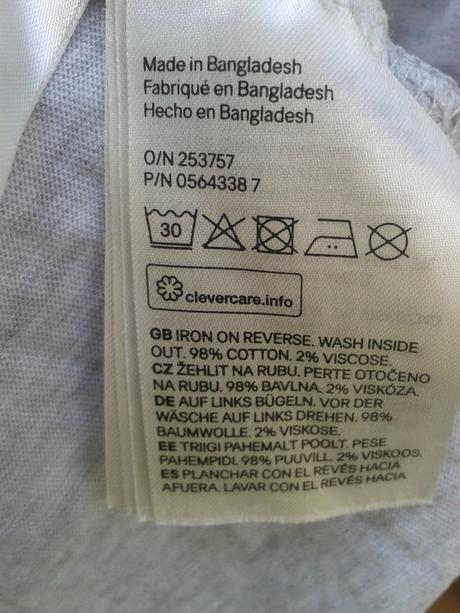 Made in Bangladesh
Fabriqué en Bangladesh
Hecho en Bangladesh
O/N 253757
P/N 0564338 7
30
clevercare.info
GB IRON ON REVERSE. WASH INSIDE
OUT. 98% COTTON. 2% VISCOSE.
CZ ŽEHLIT NA RUBU. PERTE OTOČENO
NA RUBU. 98% BAVLNA. 2% VISKÓZA.
DE AUF LINKS BÜGELN. VOR DER
WÄSCHE AUF LINKS DREHEN. 98%
BAUMWOLLE. 2% VISKOSE.
EE TRIIGI PAHEMALT POOLT. PESE
PAHEMPIDI. 98% PUUVILL. 2% VISKOOS.
ES PLANCHAR CON EL REVÉS HACIA
AFUERA. LAVAR CON EL REVÉS HACIA